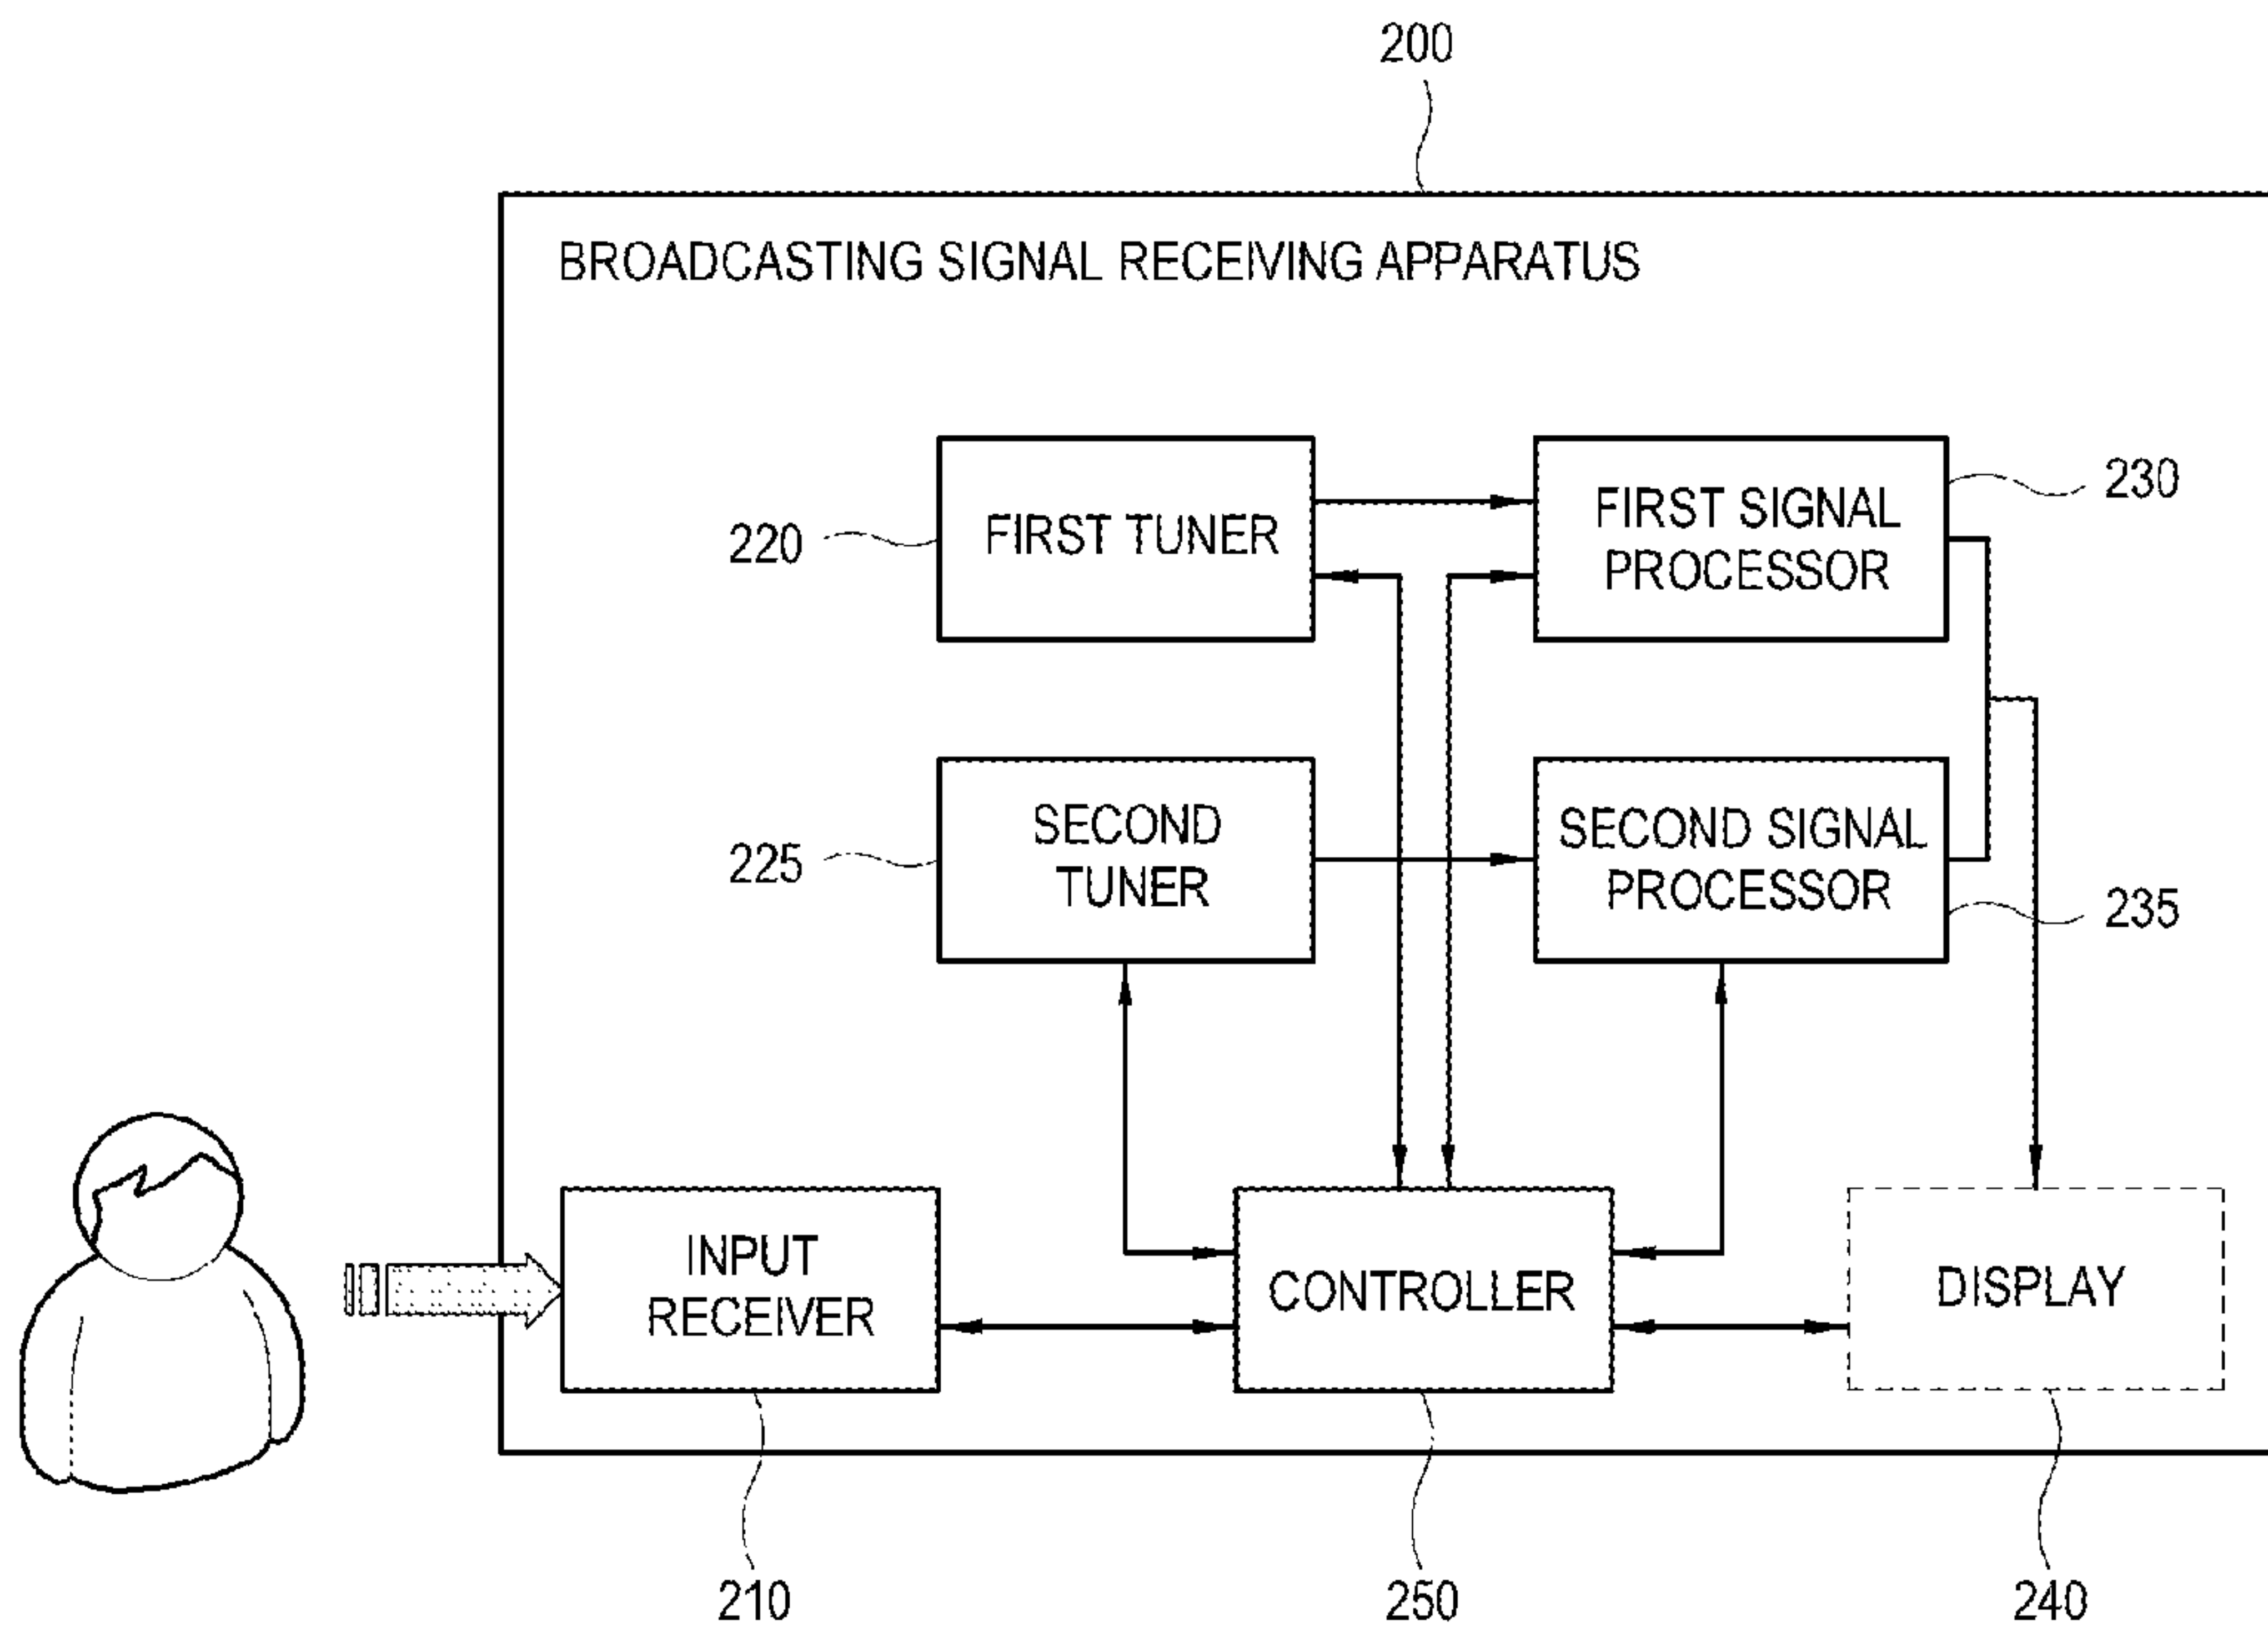 200
BROADCASTING SIGNAL RECEIVING APPARATUS
220
FIRST TUNER
FIRST SIGNAL
PROCESSOR
230
225
SECOND
TUNER
SECOND SIGNAL
PROCESSOR
235
INPUT
RECEIVER
CONTROLLER
DISPLAY
210
250
240